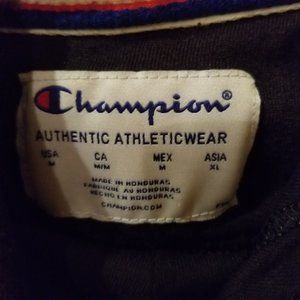 Champion®
AUTHENTIC ATHLETICWEAR
USA CA MEX ASIA
M M/M M XL
MADE IN HONDURAS
FABRIQUÉ AU HONDURAS
HECHO EN HONDURAS
CHAMPION.COM